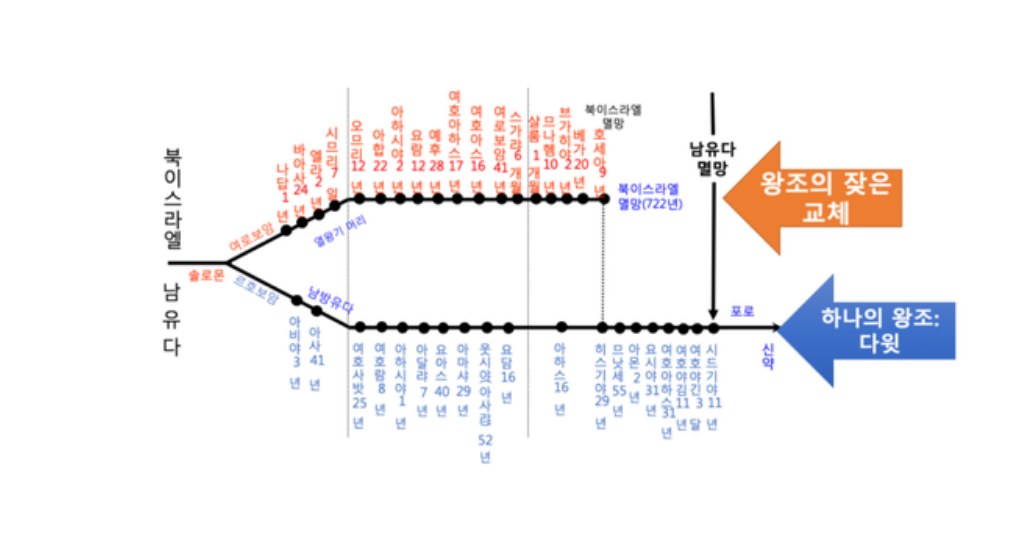 북이스라엘
남유다
솔로몬
여로보암
르호보암
나답1 년
바아사24 년
엘라2 년
시므리7 일
열왕기 머리
남방유다
아비야3 년
아사41 년
오므리12 년
아합22 년
아하시야2 년
요람12 년
예후28 년
여호아하스17 년
여호아스16 년
여로보암41 년
스가랴6 개월
살룸 1 개월
므나헴10 년
브가히야2 년
베가20 년
호세아9 년
북이스라엘
멸망
북이스라엘
멸망(722년)
남유다
멸망
왕조의 잦은
교체
하나의 왕조:
다윗
포로
신약
여호사밧25 년
여호람8 년
아하시야1 년
아달랴7 년
요아스40 년
아마샤29 년
52 년
요담16 년
아하스16 년
히스기야29 년
므낫세55 년
아몬2 년
요시야31 년
여호아하스31 년
여호야김11 년
여호야긴3 달
시드기야11 년